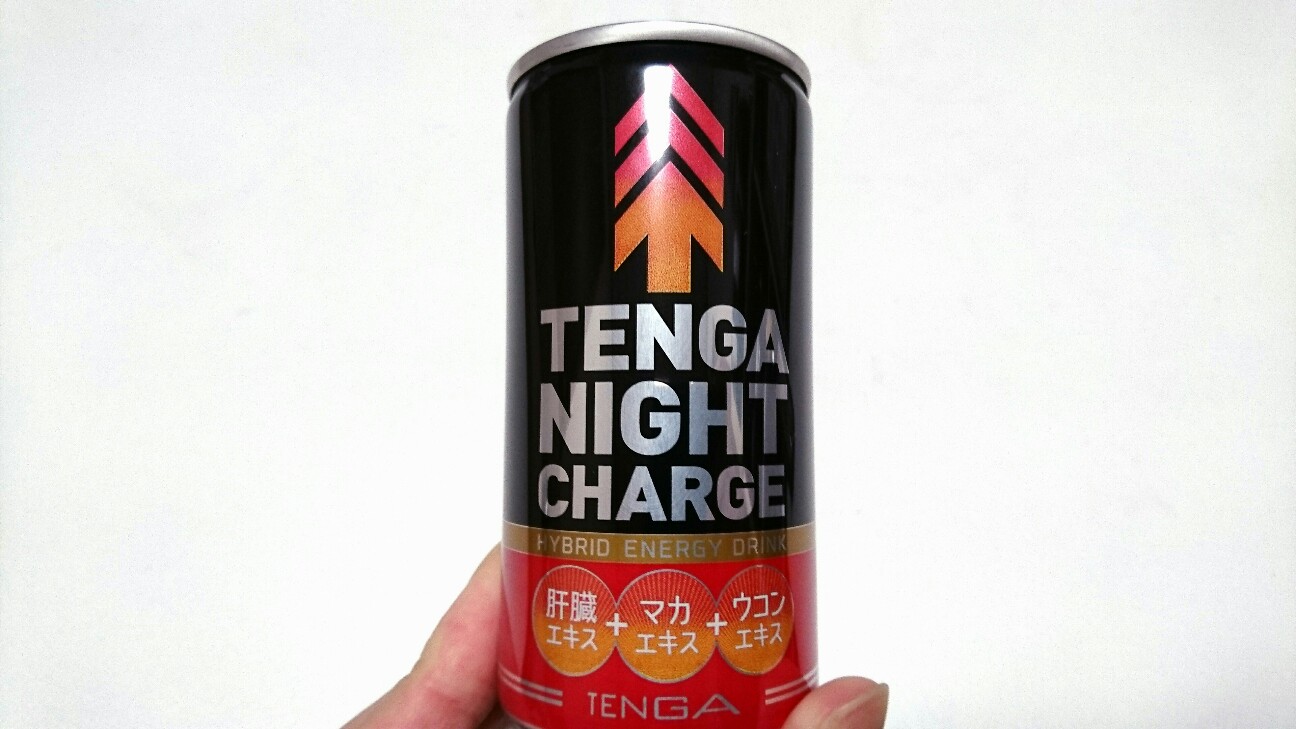 TENGA
NIGHT
CHARGE
HYBRID ENERGY DRINK
肝臓
エキス
+
マカ
エキス
+
ウコン
エキス
TENGA